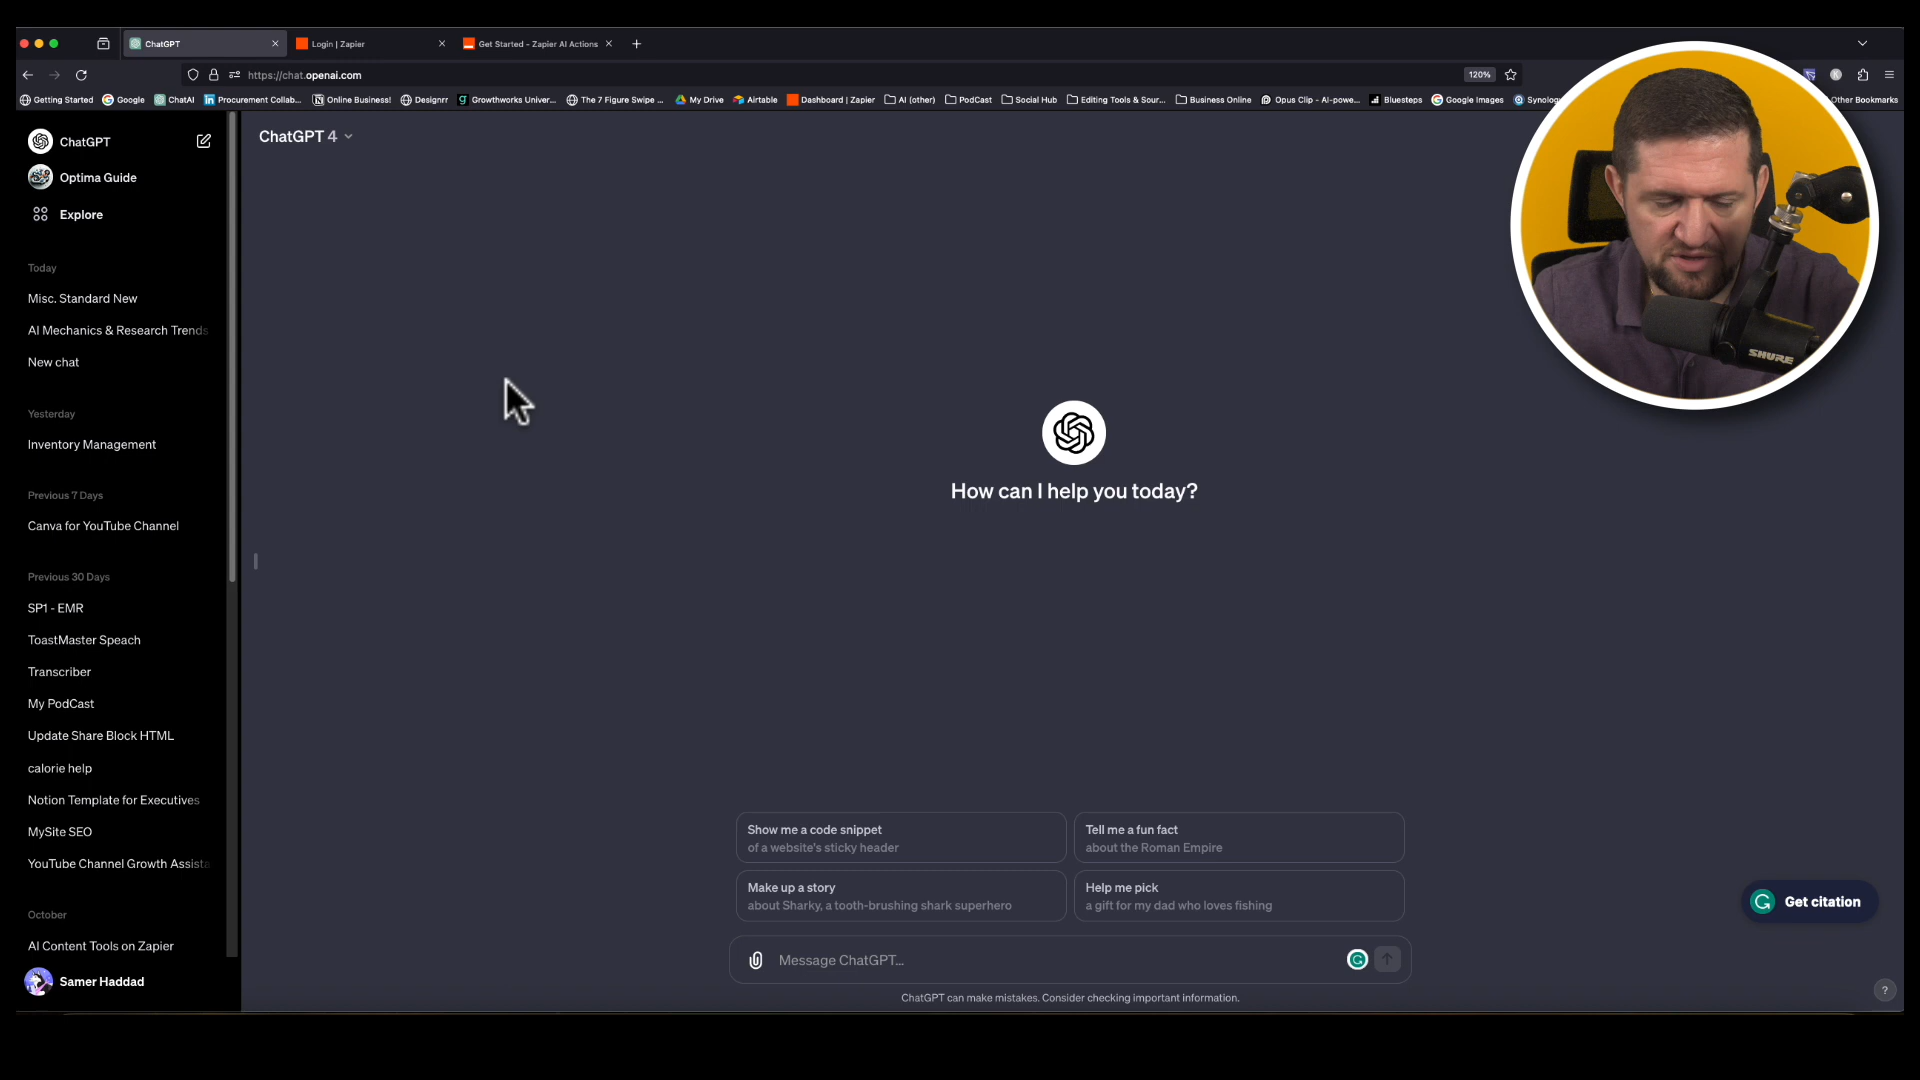 ChatGPT
Login | Zapier
Get Started - Zapier AI Actions
https://chat.openai.com
120%
Getting Started
Google
ChatAI
Procurement Collab...
Online Business!
Designrr
Growthworks Univer...
The 7 Figure Swipe ...
My Drive
Airtable
Dashboard | Zapier
AI (other)
PodCast
Social Hub
Editing Tools & Sour...
Business Online
Opus Clip - AI-powe...
Bluesteps
Google Images
Synology
Other Bookmarks
ChatGPT
Optima Guide
Explore
Today
Misc. Standard New
AI Mechanics & Research Trends
New chat
Yesterday
Inventory Management
Previous 7 Days
Canva for YouTube Channel
Previous 30 Days
SP1 - EMR
ToastMaster Speach
Transcriber
My PodCast
Update Share Block HTML
calorie help
Notion Template for Executives
MySite SEO
YouTube Channel Growth Assista
October
AI Content Tools on Zapier
Samer Haddad
ChatGPT 4
How can I help you today?
Show me a code snippet
of a website's sticky header
Tell me a fun fact
about the Roman Empire
Make up a story
about Sharky, a tooth-brushing shark superhero
Help me pick
a gift for my dad who loves fishing
Message ChatGPT...
ChatGPT can make mistakes. Consider checking important information.
Get citation
?
SHURE